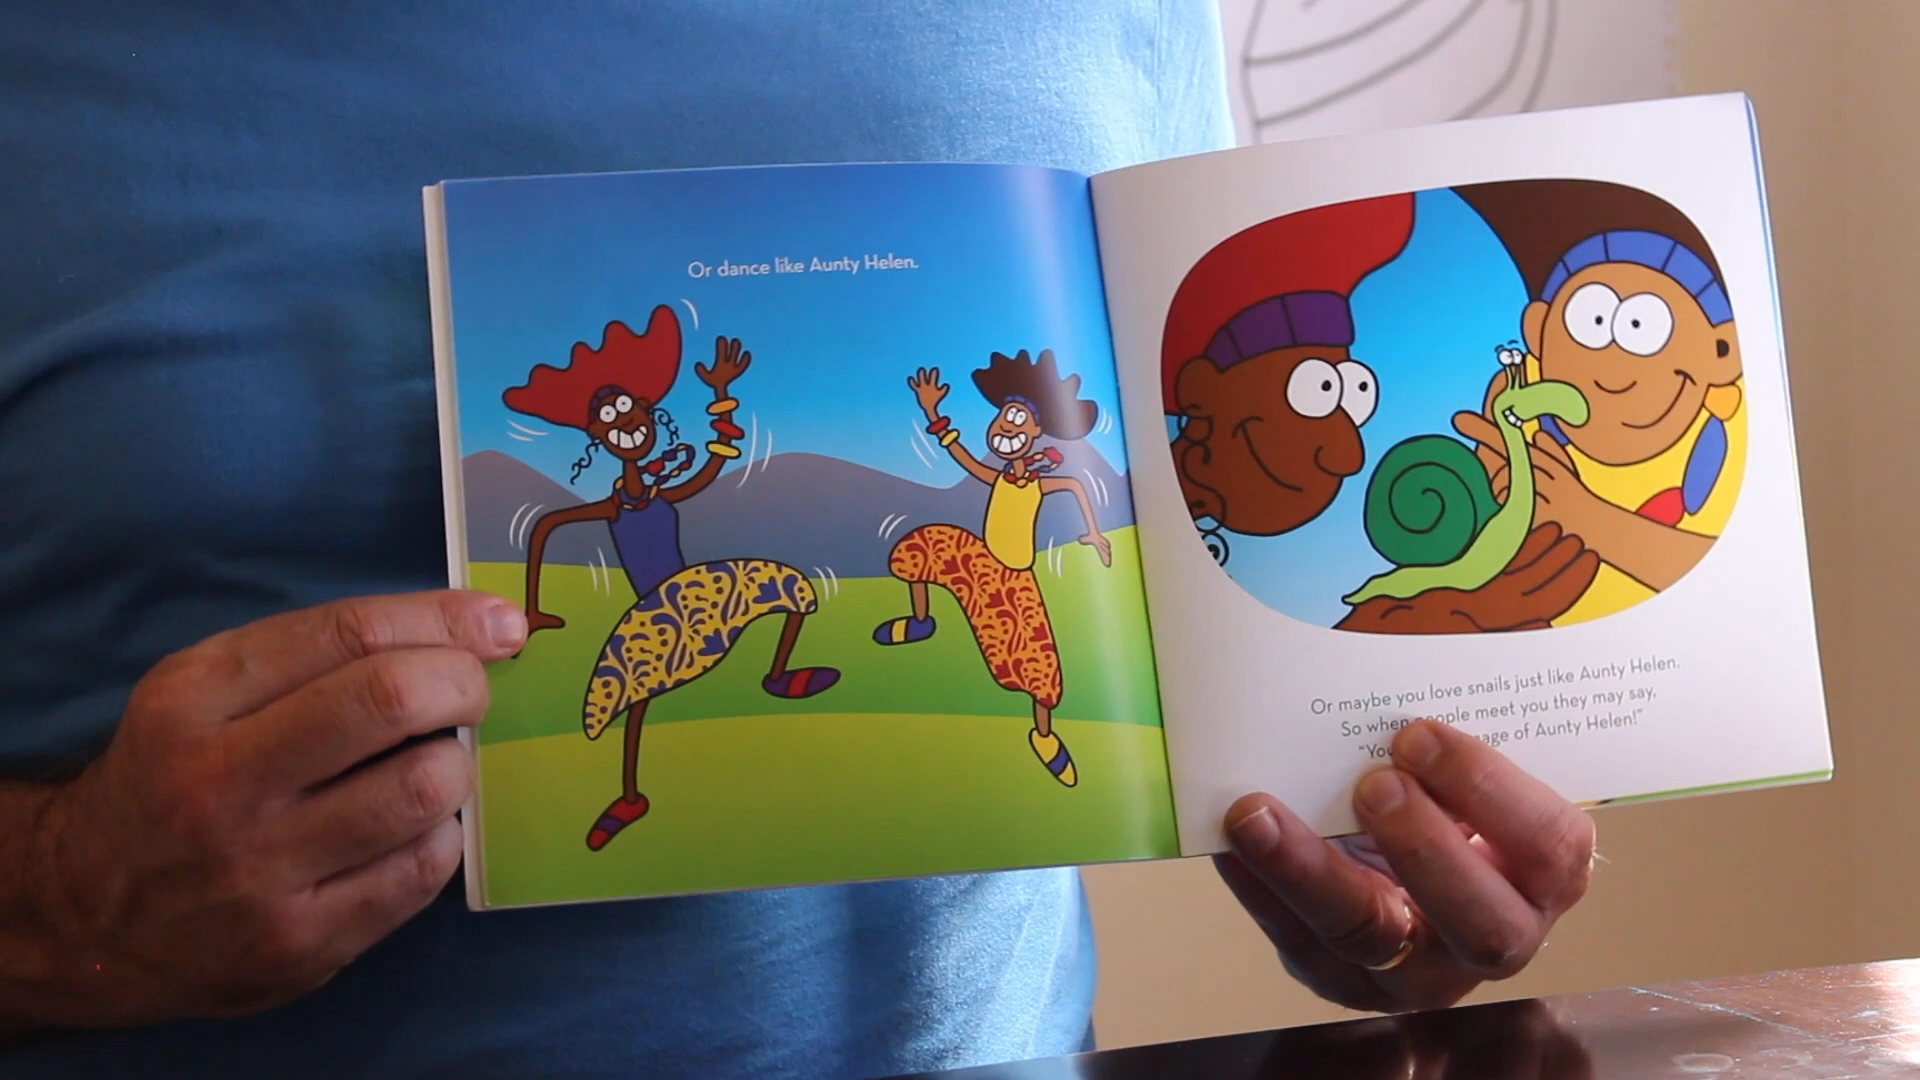 Or dance like Aunty Helen.
Or maybe you love snails just like Aunty Helen.
So when people meet you they may say,
"You of Aunty Helen!"